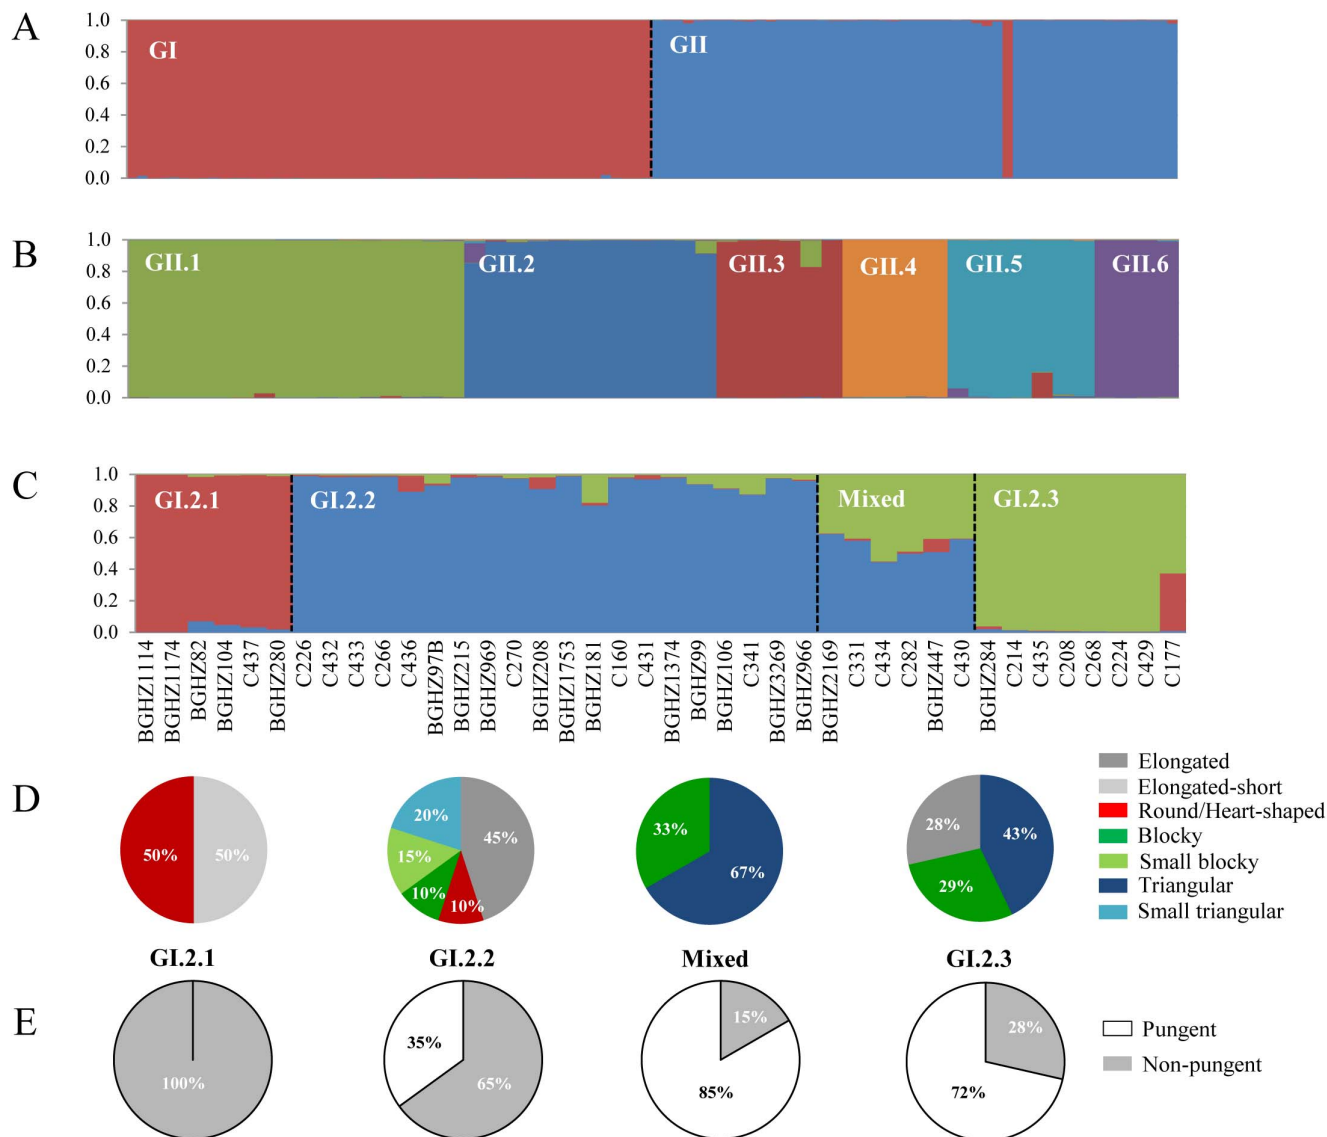 A
1.0
0.8
0.6
0.4
0.2
0.0
GI
GII
B
1.0
0.8
0.6
0.4
0.2
0.0
GII.1
GII.2
GII.3
GII.4
GII.5
GII.6
C
1.0
0.8
0.6
0.4
0.2
0.0
GI.2.1
GI.2.2
Mixed
GI.2.3
BGHZ1114
BGHZ1174
BGHZ82
BGHZ104
C437
BGHZ280
C226
C432
C433
C266
C436
BGHZ97B
BGHZ215
BGHZ969
C270
BGHZ208
BGHZ1753
BGHZ181
C160
C431
BGHZ1374
BGHZ99
BGHZ106
C341
BGHZ3269
BGHZ966
BGHZ2169
C331
C434
C282
BGHZ447
C430
BGHZ284
C214
C435
C208
C268
C224
C429
C177
D
50%
50%
20%
45%
15%
10%
10%
33%
67%
28%
43%
29%
Elongated
Elongated-short
Round/Heart-shaped
Blocky
Small blocky
Triangular
Small triangular
GI.2.1
GI.2.2
Mixed
GI.2.3
E
100%
35%
65%
15%
85%
28%
72%
Pungent
Non-pungent